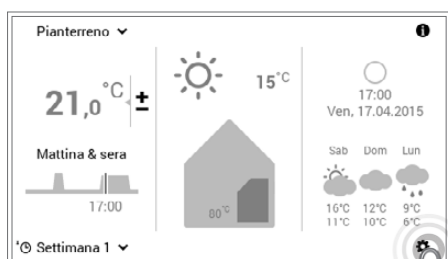 Pianterreno
21,0°C ±
Mattina & sera
17:00
Settimana 1
15°C
80°C
17:00
Ven, 17.04.2015
Sab Dom Lun
16°C 12°C 9°C
11°C 10°C 6°C